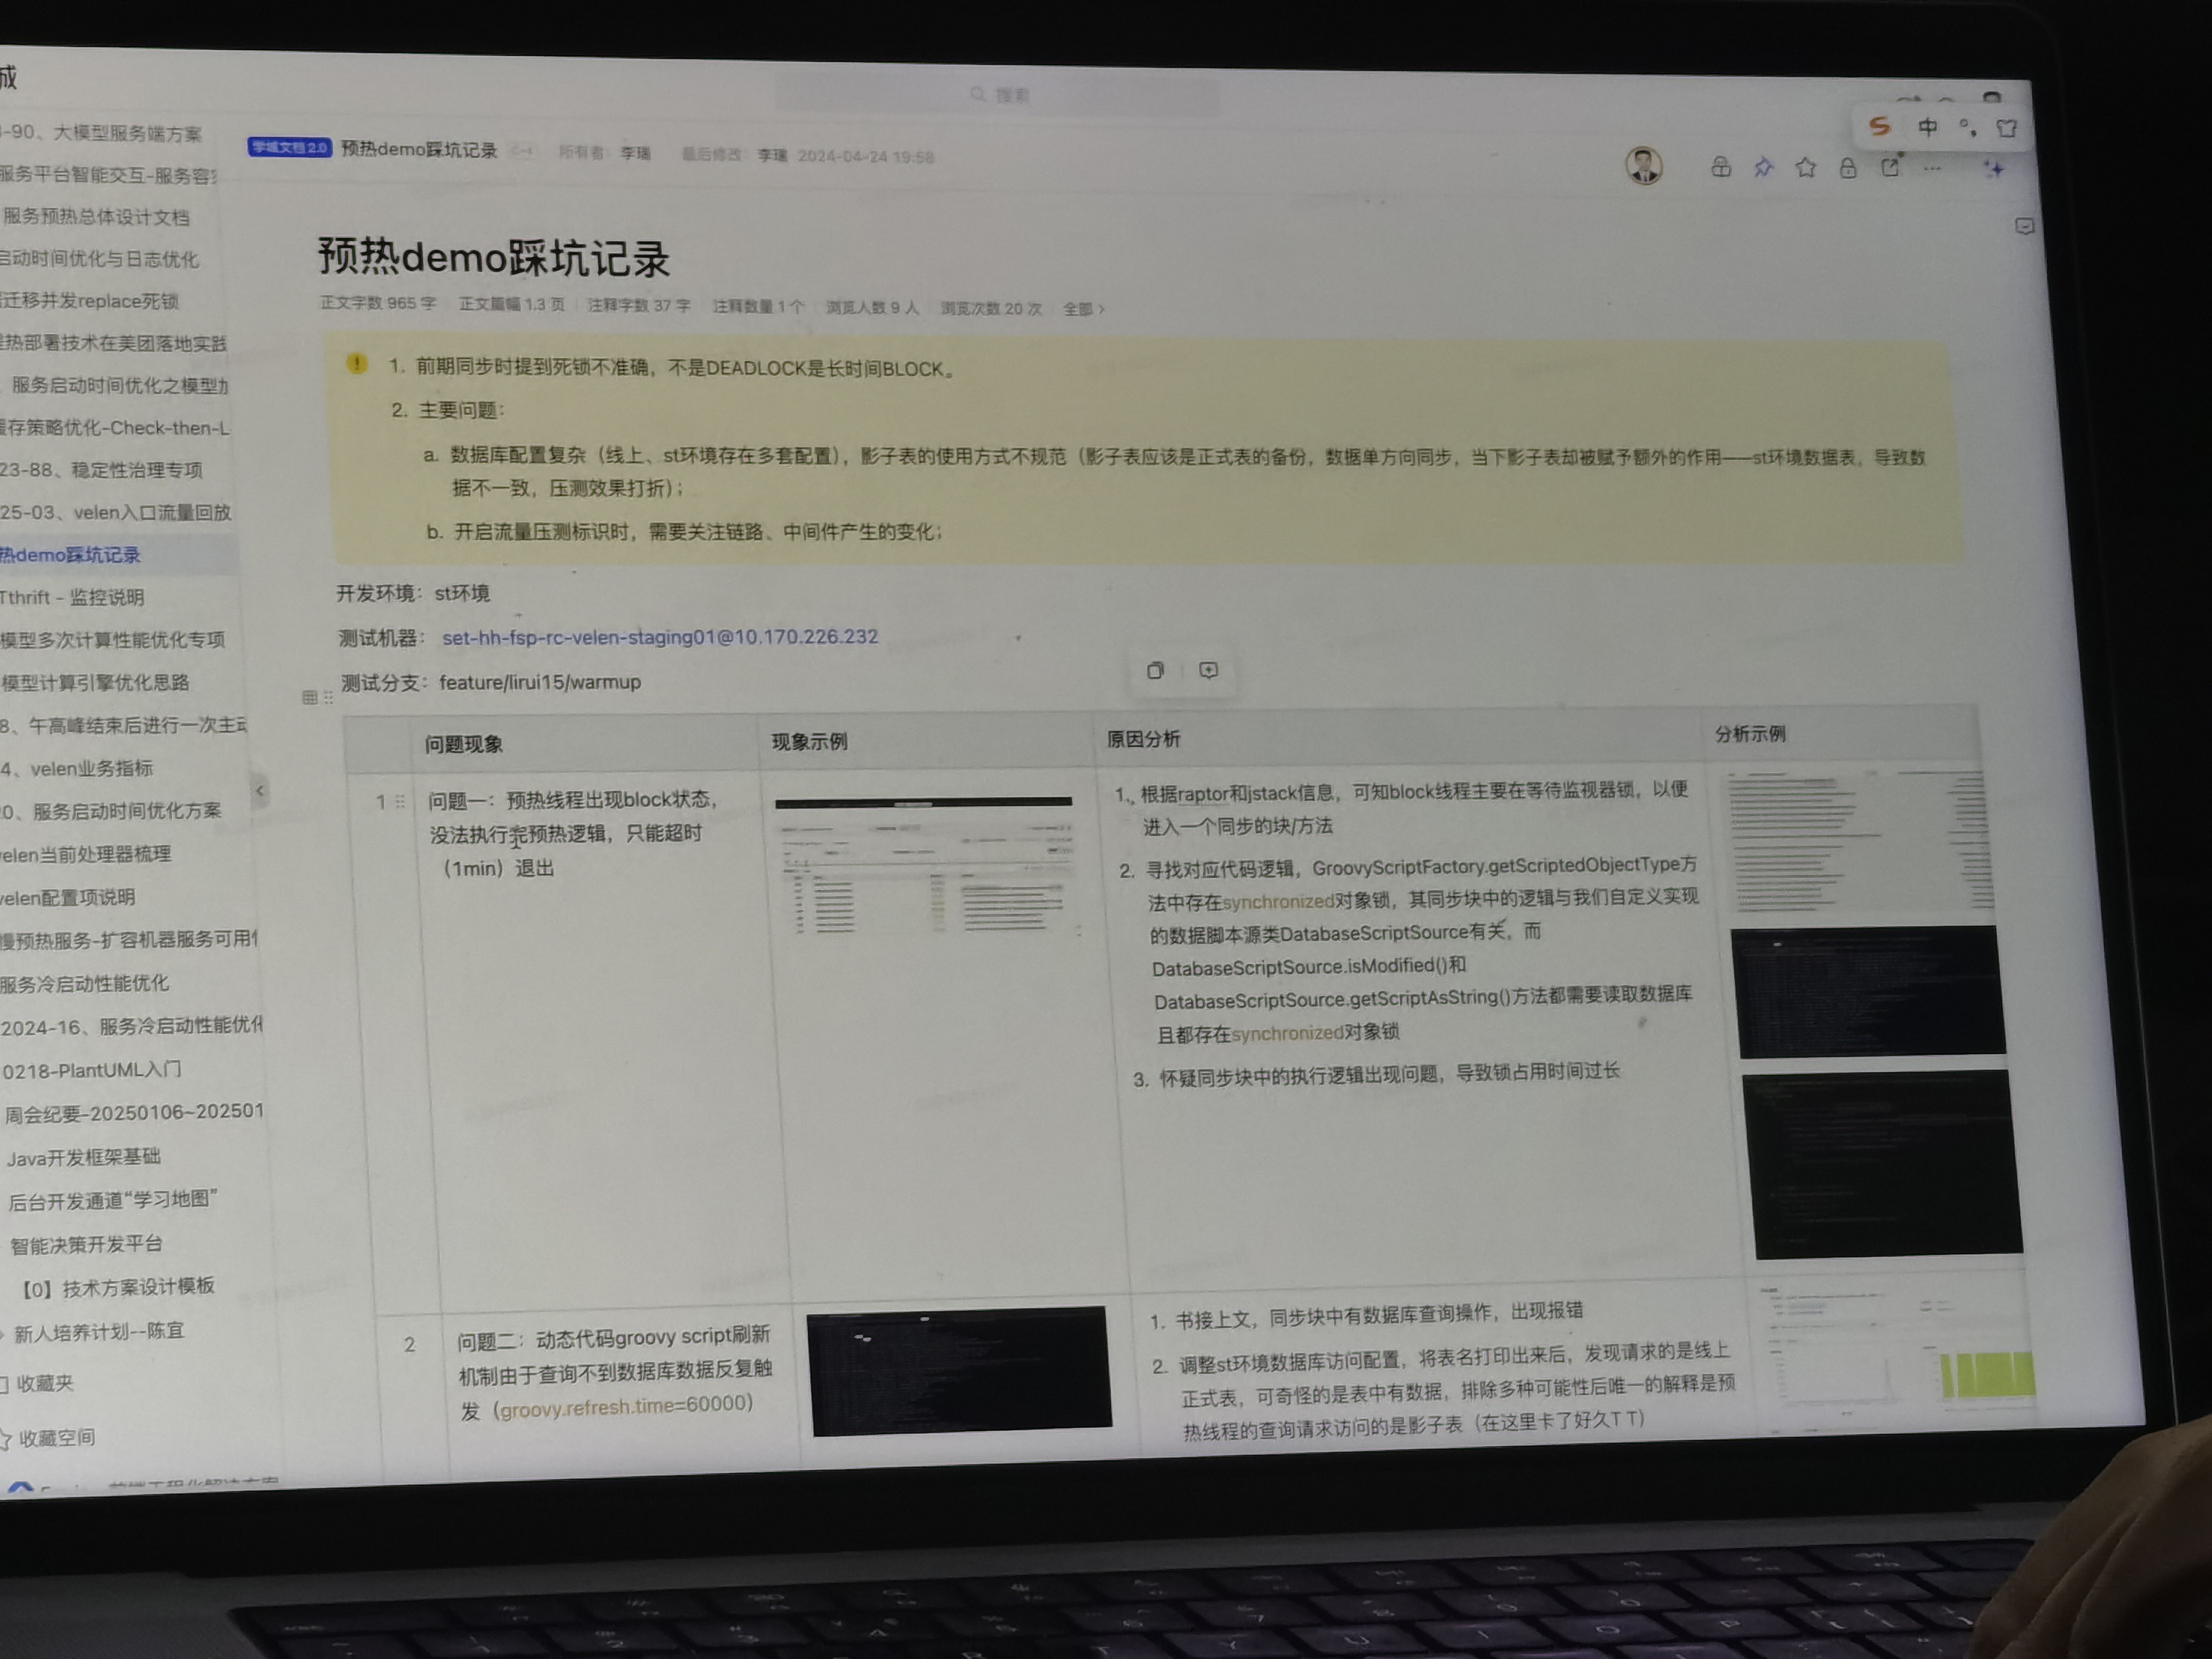 城
搜索
中
-90、大模型服务端方案
服务平台智能交互-服务容
服务预热总体设计文档
启动时间优化与日志优化
迁移并发replace死锁
热部署技术在美团落地实践
服务启动时间优化之模型加
存策略优化-Check-then-L
23-88、稳定性治理专项
25-03、velen入口流量回放
热demo踩坑记录
Tthrift - 监控说明
模型多次计算性能优化专项
模型计算引擎优化思路
8、午高峰结束后进行一次主动
4、velen业务指标
0、服务启动时间优化方案
velen当前处理器梳理
velen配置项说明
慢预热服务-扩容机器服务可用
服务冷启动性能优化
2024-16、服务冷启动性能优化
0218-PlantUML入门
周会纪要-20250106~202501
Java开发框架基础
后台开发通道“学习地图”
智能决策开发平台
【0】技术方案设计模板
新人培养计划--陈宜
收藏夹
收藏空间
学城文档 2.0 预热demo踩坑记录 C-4 所有者：李瑞 最后修改：李瑞 2024-04-24 19:58
预热demo踩坑记录
正文字数 965 字 正文篇幅 1.3 页 注释字数 37 字 注释数量 1 个 浏览人数 9 人 浏览次数 20 次 全部 >
1. 前期同步时提到死锁不准确，不是DEADLOCK是长时间BLOCK。
2. 主要问题：
a. 数据库配置复杂（线上、st环境存在多套配置），影子表的使用方式不规范（影子表应该是正式表的备份，数据单方向同步，当下影子表却被赋予额外的作用——st环境数据表，导致数
据不一致，压测效果打折）；
b. 开启流量压测标识时，需要关注链路、中间件产生的变化；
开发环境：st环境
测试机器：set-hh-fsp-rc-velen-staging01@10.170.226.232
测试分支：feature/lirui15/warmup
问题现象 现象示例 原因分析 分析示例
1
问题一：预热线程出现block状态，
没法执行完预热逻辑，只能超时
（1min）退出
1. 根据raptor和jstack信息，可知block线程主要在等待监视器锁，以便
进入一个同步的块/方法
2. 寻找对应代码逻辑，GroovyScriptFactory.getScriptedObjectType方
法中存在synchronized对象锁，其同步块中的逻辑与我们自定义实现
的数据脚本源类DatabaseScriptSource有关，而
DatabaseScriptSource.isModified()和
DatabaseScriptSource.getScriptAsString()方法都需要读取数据库
且都存在synchronized对象锁
3. 怀疑同步块中的执行逻辑出现问题，导致锁占用时间过长
2
问题二：动态代码groovy script刷新
机制由于查询不到数据库数据反复触
发（groovy.refresh.time=60000）
1. 书接上文，同步块中有数据库查询操作，出现报错
2. 调整st环境数据库访问配置，将表名打印出来后，发现请求的是线上
正式表，可奇怪的是表中有数据，排除多种可能性后唯一的解释是预
热线程的查询请求访问的是影子表（在这里卡了好久T T）